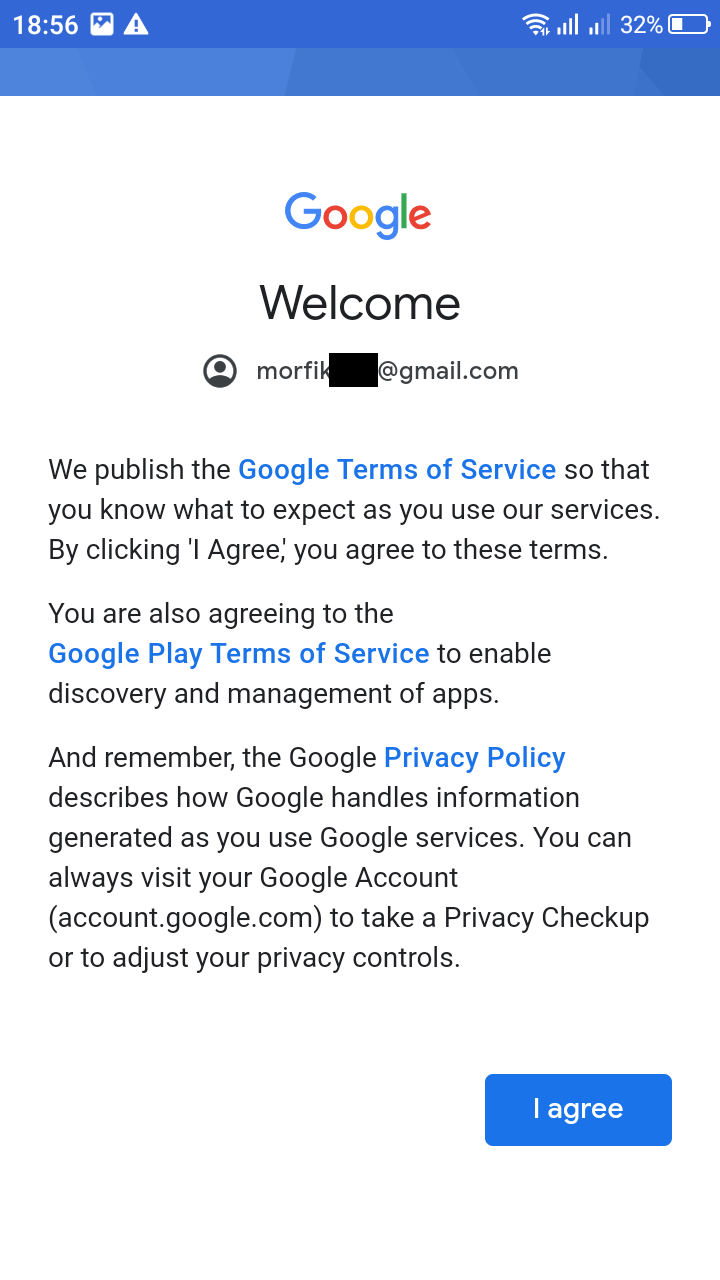 18:56 32%
Google
Welcome
morfik @gmail.com
We publish the Google Terms of Service so that
you know what to expect as you use our services.
By clicking 'I Agree,' you agree to these terms.
You are also agreeing to the
Google Play Terms of Service to enable
discovery and management of apps.
And remember, the Google Privacy Policy
describes how Google handles information
generated as you use Google services. You can
always visit your Google Account
(account.google.com) to take a Privacy Checkup
or to adjust your privacy controls.
I agree